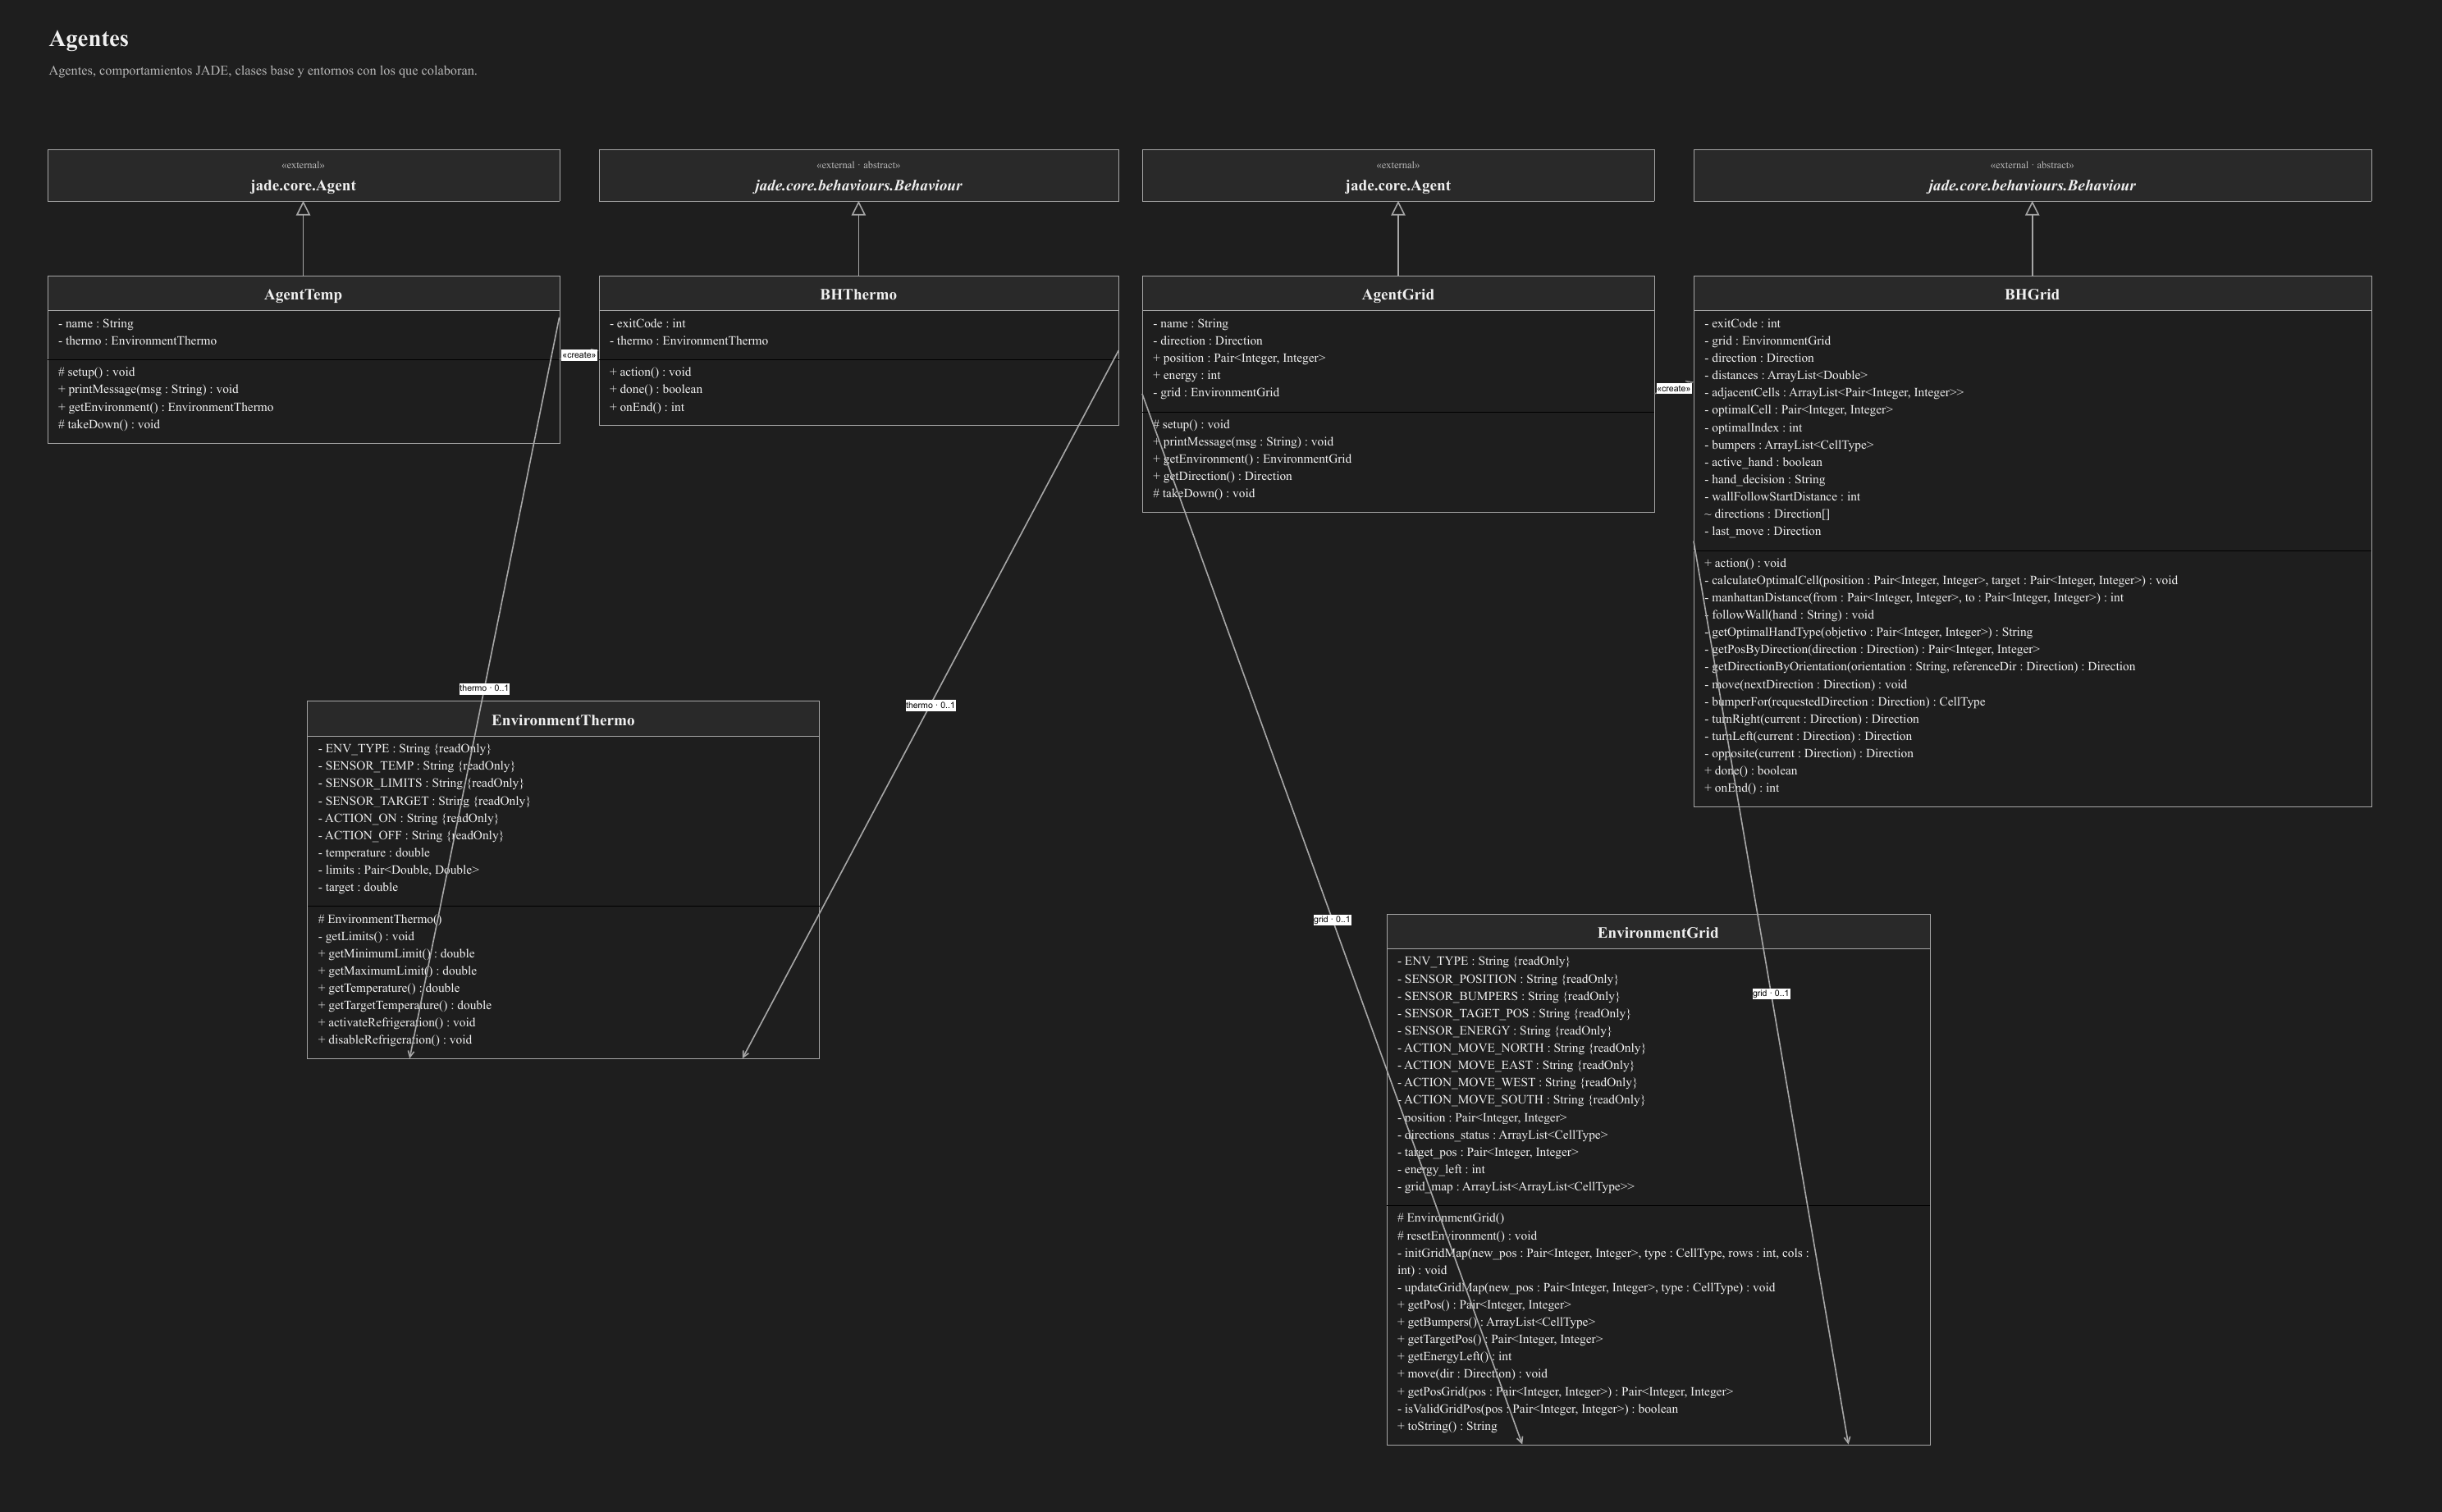 Agentes
Agentes, comportamientos JADE, clases base y entornos con los que colaboran.
«external»
jade.core.Agent
«external · abstract»
jade.core.behaviours.Behaviour
«external»
jade.core.Agent
«external · abstract»
jade.core.behaviours.Behaviour
AgentTemp
- name : String
- thermo : EnvironmentThermo
# setup() : void
+ printMessage(msg : String) : void
+ getEnvironment() : EnvironmentThermo
# takeDown() : void
«create»
BHThermo
- exitCode : int
- thermo : EnvironmentThermo
+ action() : void
+ done() : boolean
+ onEnd() : int
AgentGrid
- name : String
- direction : Direction
+ position : Pair<Integer, Integer>
+ energy : int
- grid : EnvironmentGrid
# setup() : void
+ printMessage(msg : String) : void
+ getEnvironment() : EnvironmentGrid
+ getDirection() : Direction
# takeDown() : void
«create»
BHGrid
- exitCode : int
- grid : EnvironmentGrid
- direction : Direction
- distances : ArrayList<Double>
- adjacentCells : ArrayList<Pair<Integer, Integer>>
- optimalCell : Pair<Integer, Integer>
- optimalIndex : int
- bumpers : ArrayList<CellType>
- active_hand : boolean
- hand_decision : String
- wallFollowStartDistance : int
~ directions : Direction[]
- last_move : Direction
+ action() : void
- calculateOptimalCell(position : Pair<Integer, Integer>, target : Pair<Integer, Integer>) : void
- manhattanDistance(from : Pair<Integer, Integer>, to : Pair<Integer, Integer>) : int
- followWall(hand : String) : void
- getOptimalHandType(objetivo : Pair<Integer, Integer>) : String
- getPosByDirection(direction : Direction) : Pair<Integer, Integer>
- getDirectionByOrientation(orientation : String, referenceDir : Direction) : Direction
- move(nextDirection : Direction) : void
- bumperFor(requestedDirection : Direction) : CellType
- turnRight(current : Direction) : Direction
- turnLeft(current : Direction) : Direction
- opposite(current : Direction) : Direction
+ done() : boolean
+ onEnd() : int
thermo · 0..1
thermo · 0..1
EnvironmentThermo
- ENV_TYPE : String {readOnly}
- SENSOR_TEMP : String {readOnly}
- SENSOR_LIMITS : String {readOnly}
- SENSOR_TARGET : String {readOnly}
- ACTION_ON : String {readOnly}
- ACTION_OFF : String {readOnly}
- temperature : double
- limits : Pair<Double, Double>
- target : double
# EnvironmentThermo()
- getLimits() : void
+ getMinimumLimit() : double
+ getMaximumLimit() : double
+ getTemperature() : double
+ getTargetTemperature() : double
+ activateRefrigeration() : void
+ disableRefrigeration() : void
grid · 0..1
grid · 0..1
EnvironmentGrid
- ENV_TYPE : String {readOnly}
- SENSOR_POSITION : String {readOnly}
- SENSOR_BUMPERS : String {readOnly}
- SENSOR_TAGET_POS : String {readOnly}
- SENSOR_ENERGY : String {readOnly}
- ACTION_MOVE_NORTH : String {readOnly}
- ACTION_MOVE_EAST : String {readOnly}
- ACTION_MOVE_WEST : String {readOnly}
- ACTION_MOVE_SOUTH : String {readOnly}
- position : Pair<Integer, Integer>
- directions_status : ArrayList<CellType>
- target_pos : Pair<Integer, Integer>
- energy_left : int
- grid_map : ArrayList<ArrayList<CellType>>
# EnvironmentGrid()
# resetEnvironment() : void
- initGridMap(new_pos : Pair<Integer, Integer>, type : CellType, rows : int, cols :
int) : void
- updateGridMap(new_pos : Pair<Integer, Integer>, type : CellType) : void
+ getPos() : Pair<Integer, Integer>
+ getBumpers() : ArrayList<CellType>
+ getTargetPos() : Pair<Integer, Integer>
+ getEnergyLeft() : int
+ move(dir : Direction) : void
+ getPosGrid(pos : Pair<Integer, Integer>) : Pair<Integer, Integer>
- isValidGridPos(pos : Pair<Integer, Integer>) : boolean
+ toString() : String